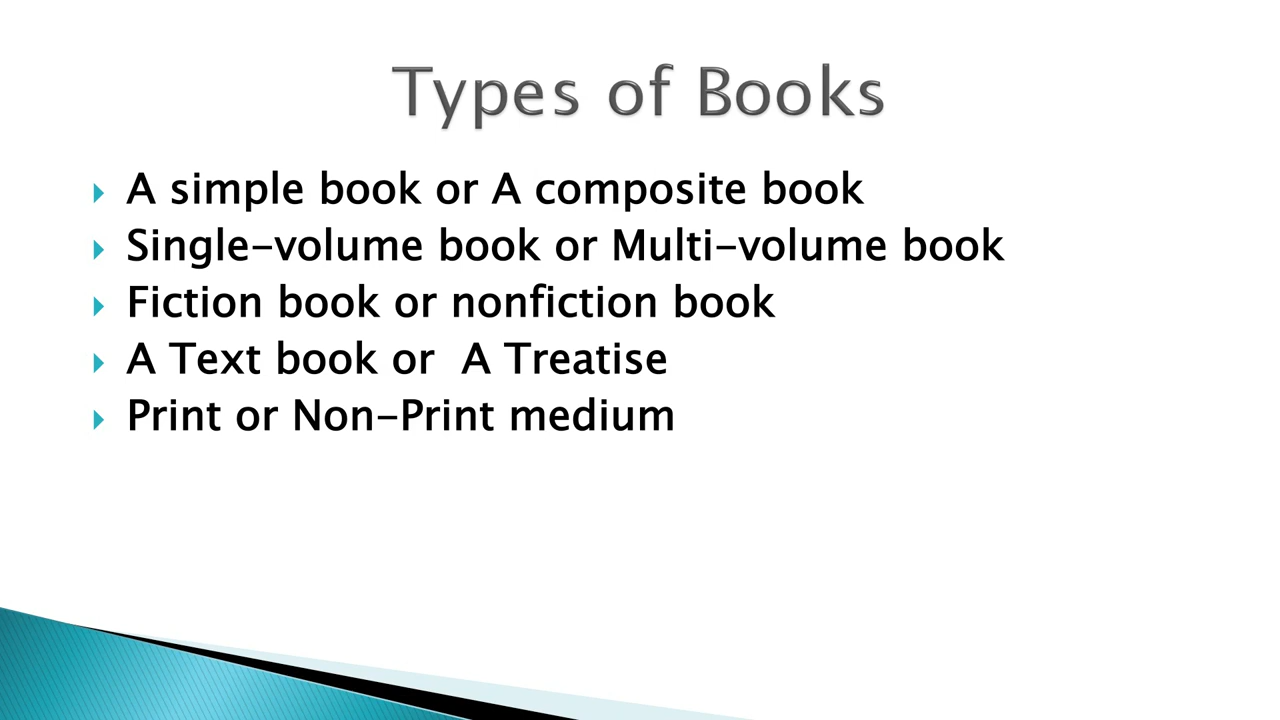 Types of Books
A simple book or A composite book
Single-volume book or Multi-volume book
Fiction book or nonfiction book
A Text book or  A Treatise
Print or Non-Print medium